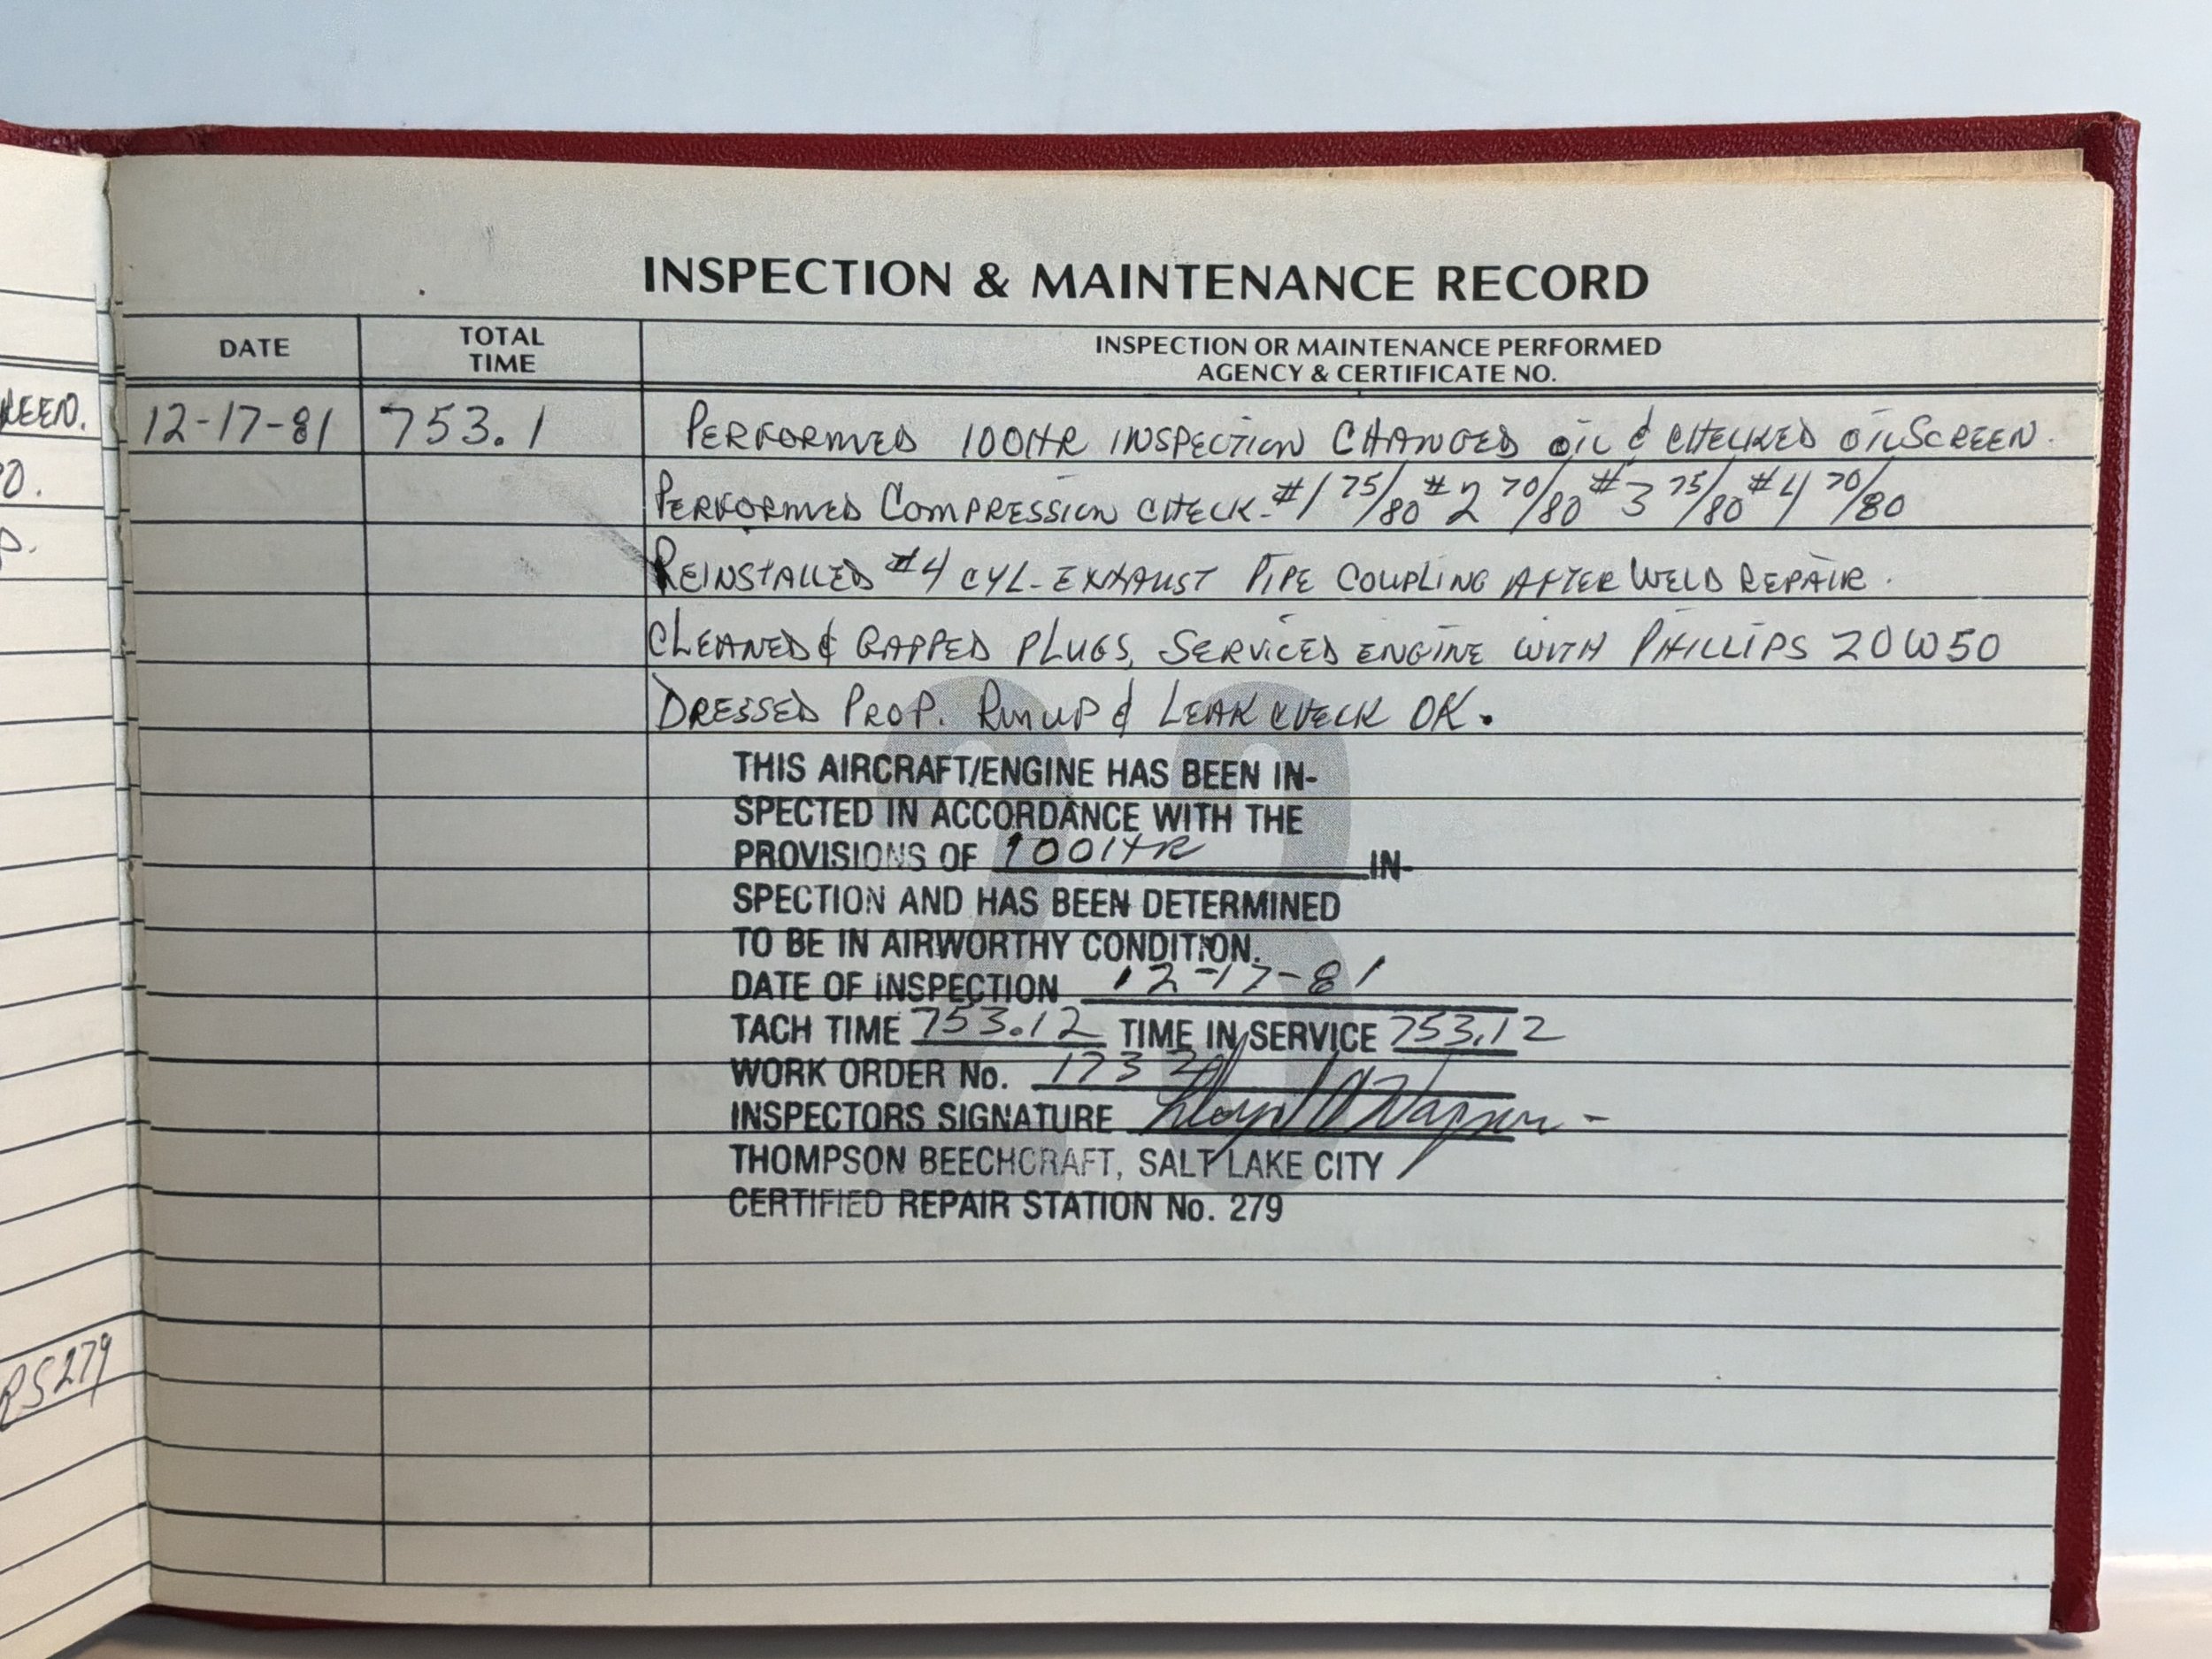 INSPECTION & MAINTENANCE RECORD
DATE
TOTAL
TIME
INSPECTION OR MAINTENANCE PERFORMED
AGENCY & CERTIFICATE NO.
REEN.
0.
P.
RS279
12-17-81 753.1 PERFORMED 100HR INSPECTION CHANGED OIL & CHECKED OILSCREEN.
PERFORMED COMPRESSION CHECK. #1 75/80 #2 70/80 #3 75/80 #4 70/80
REINSTALLED #4 CYL-EXHAUST PIPE COUPLING AFTER WELD REPAIR.
CLEANED & GAPPED PLUGS, SERVICED ENGINE WITH PHILLIPS 20W50
DRESSED PROP. RUNUP & LEAK CHECK OK.
THIS AIRCRAFT/ENGINE HAS BEEN IN-
SPECTED IN ACCORDANCE WITH THE
PROVISIONS OF 100HR IN-
SPECTION AND HAS BEEN DETERMINED
TO BE IN AIRWORTHY CONDITION.
DATE OF INSPECTION 12-17-81
TACH TIME 753.12 TIME IN SERVICE 753.12
WORK ORDER No.
INSPECTORS SIGNATURE
THOMPSON BEECHCRAFT, SALT LAKE CITY
CERTIFIED REPAIR STATION No. 279
23